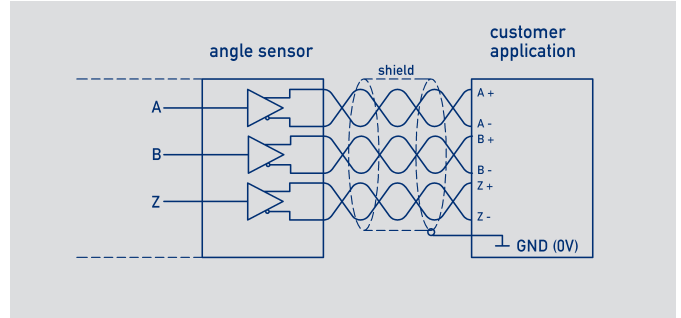 customer
application
angle sensor
shield
A
A +
A -
B
B +
B -
Z
Z +
Z -
GND (0V)